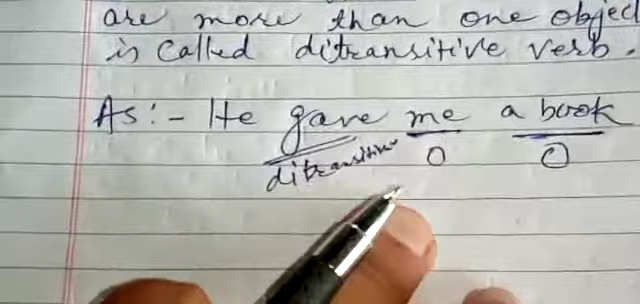 are more than one object
is called ditransitive verb.
As:- He gave me a book
ditransitive O O